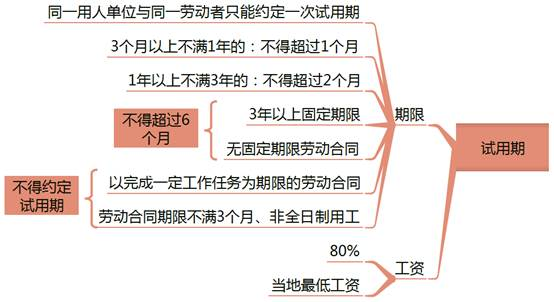 同一用人单位与同一劳动者只能约定一次试用期
3个月以上不满1年的：不得超过1个月
1年以上不满3年的：不得超过2个月
不得超过6
个月
3年以上固定期限
无固定期限劳动合同
期限
试用期
不得约定
试用期
以完成一定工作任务为期限的劳动合同
劳动合同期限不满3个月、非全日制用工
80%
当地最低工资
工资